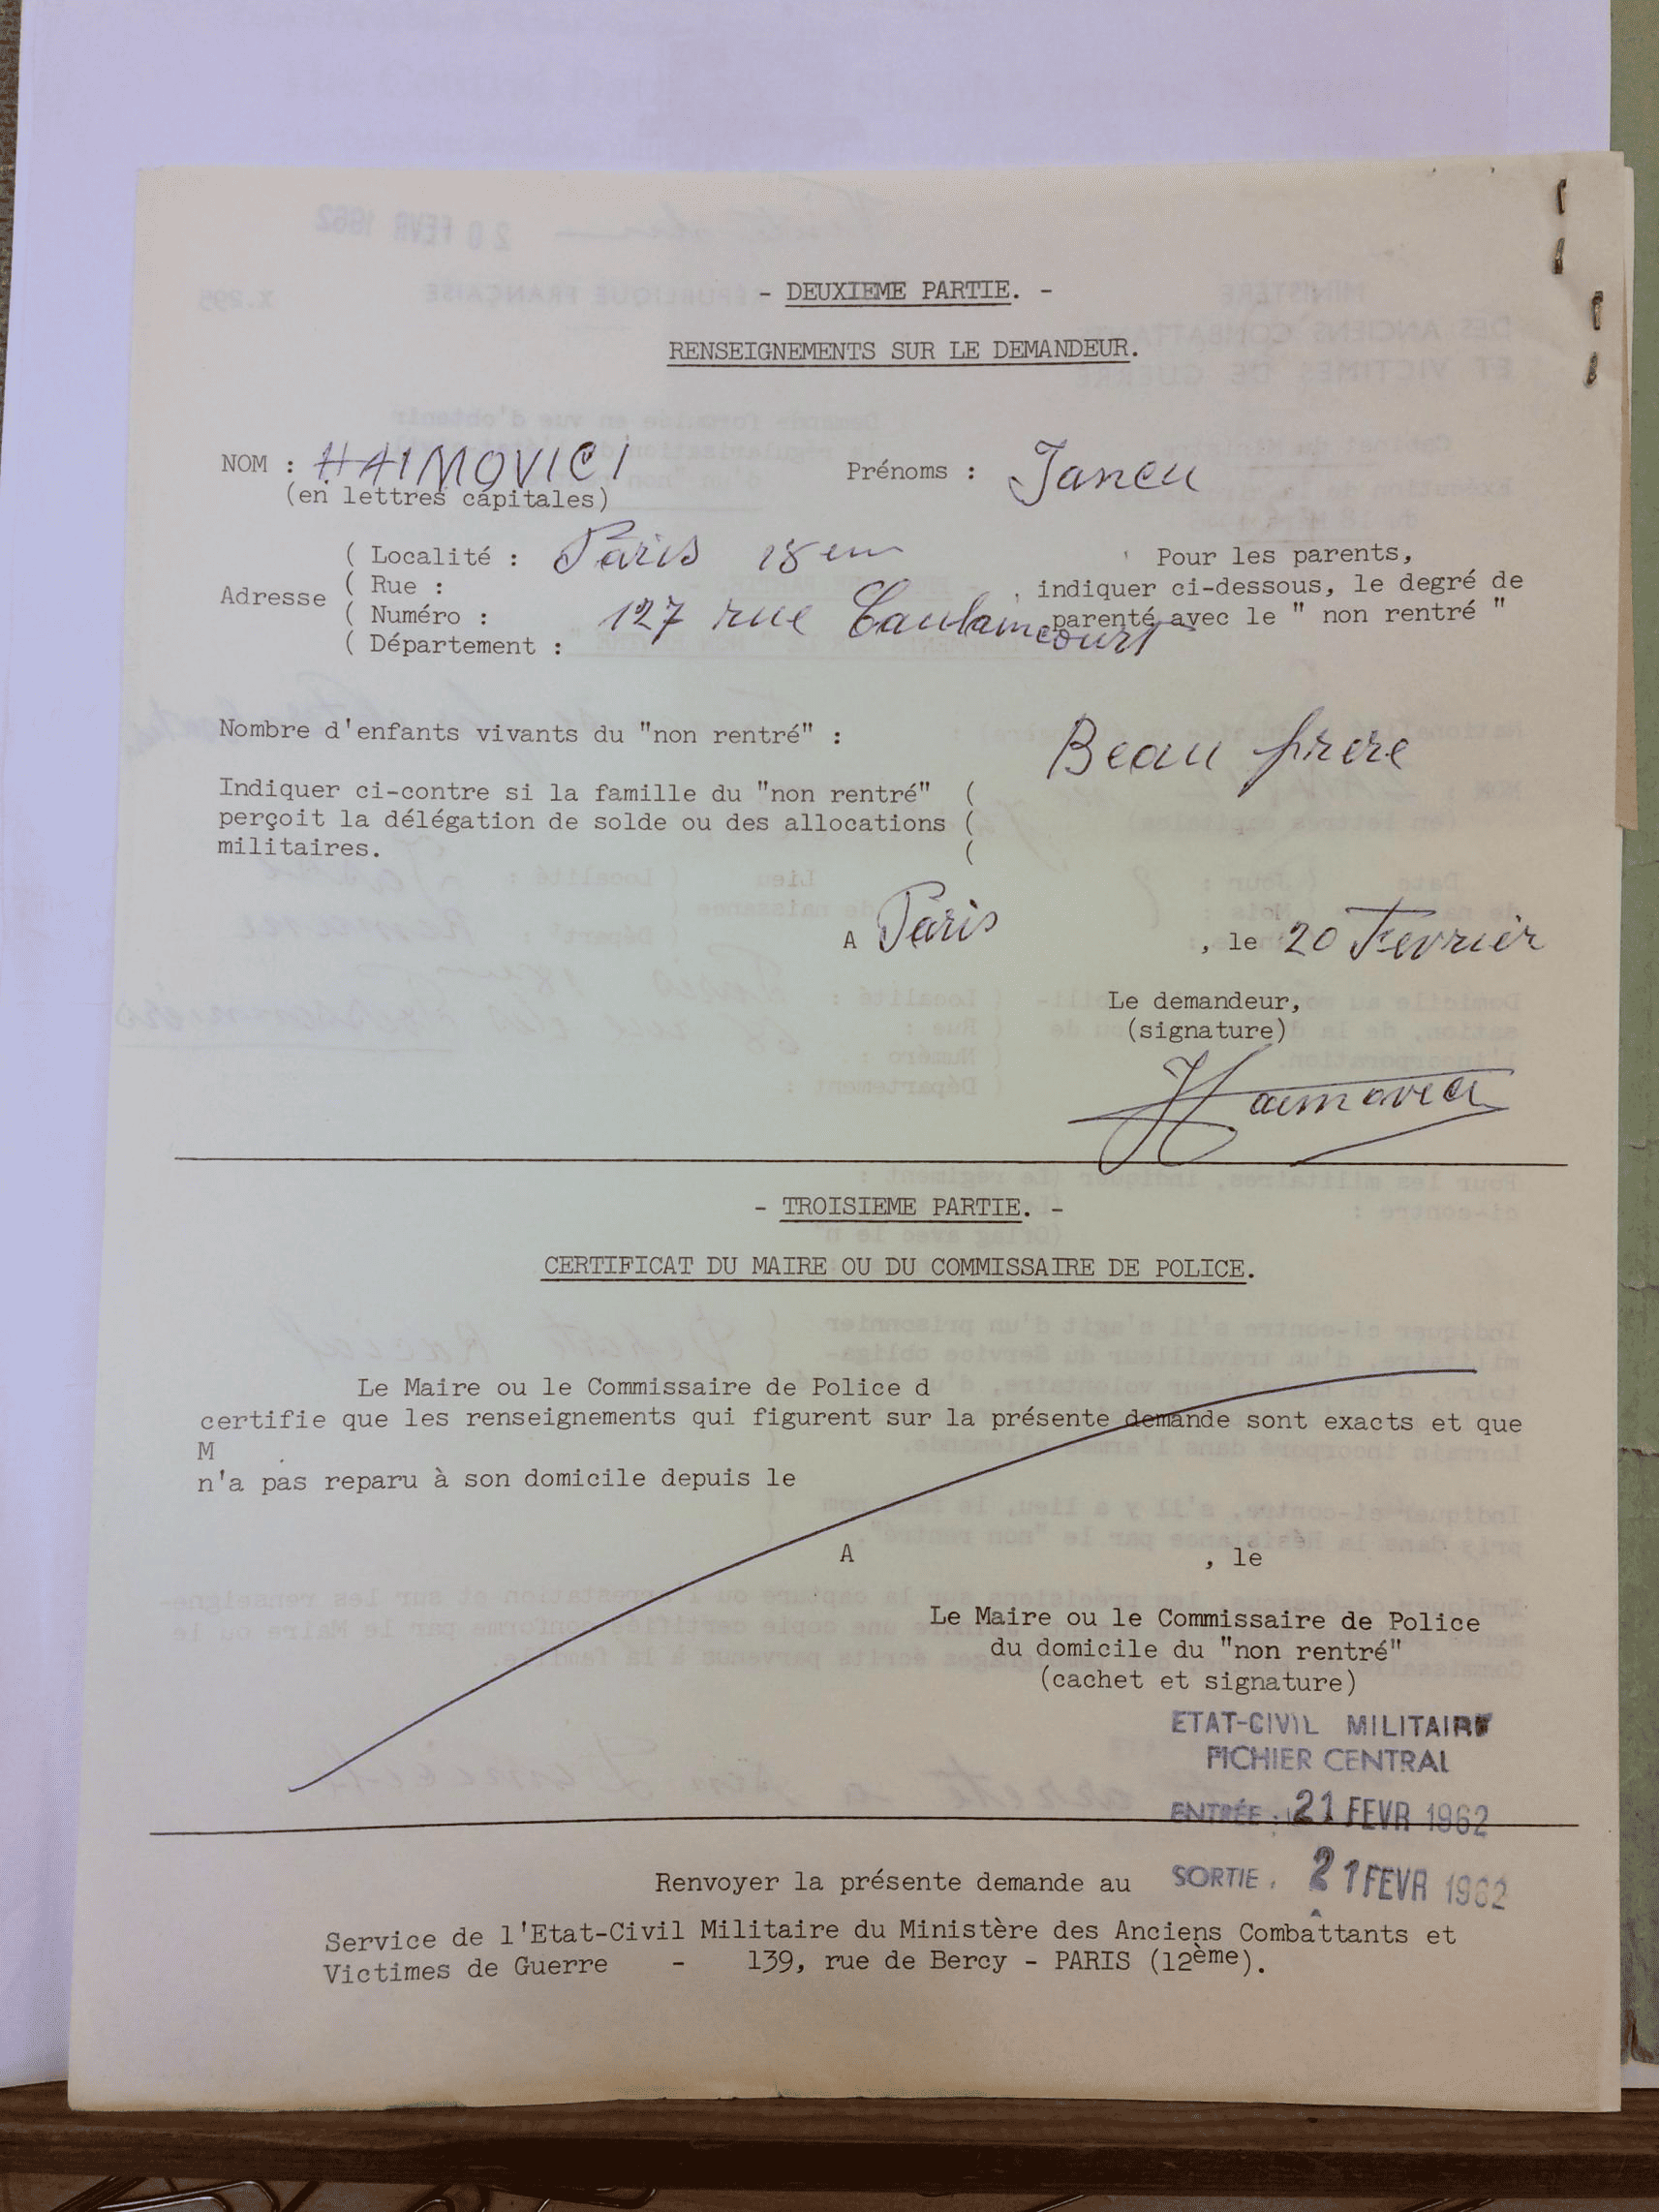 - DEUXIEME PARTIE. -
RENSEIGNEMENTS SUR LE DEMANDEUR.
NOM : HAIMOVICI Prénoms : Jancu
(en lettres capitales)
( Localité : Paris 18em
Adresse ( Rue :
( Numéro : 127 rue Caulaincourt
( Département :
Pour les parents,
indiquer ci-dessous, le degré de
parenté avec le " non rentré "
Nombre d'enfants vivants du "non rentré" :
Beau frere
Indiquer ci-contre si la famille du "non rentré" (
perçoit la délégation de solde ou des allocations (
militaires. (
A Paris , le 20 Fevrier
Le demandeur,
(signature)
Haimovici
- TROISIEME PARTIE. -
CERTIFICAT DU MAIRE OU DU COMMISSAIRE DE POLICE.
Le Maire ou le Commissaire de Police d
certifie que les renseignements qui figurent sur la présente demande sont exacts et que
M
n'a pas reparu à son domicile depuis le
A , le
Le Maire ou le Commissaire de Police
du domicile du "non rentré"
(cachet et signature)
ETAT-CIVIL MILITAIRE
FICHIER CENTRAL
ENTRÉE : 21 FEVR 1962
Renvoyer la présente demande au SORTIE . 21 FEVR 1962
Service de l'Etat-Civil Militaire du Ministère des Anciens Combattants et
Victimes de Guerre - 139, rue de Bercy - PARIS (12ème).